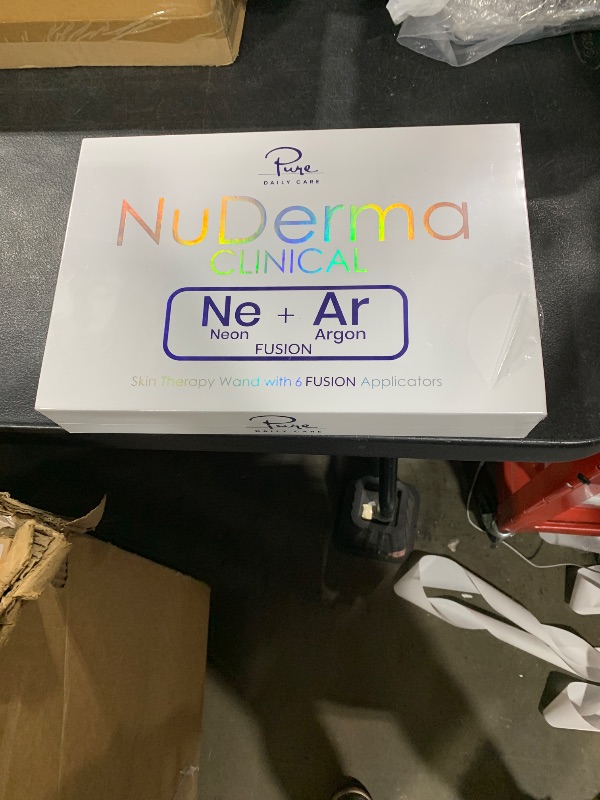 Pure
DAILY CARE
NuDerma
CLINICAL
Ne + Ar
Neon Argon
FUSION
Skin Therapy Wand with 6 FUSION Applicators
Pure
DAILY CARE